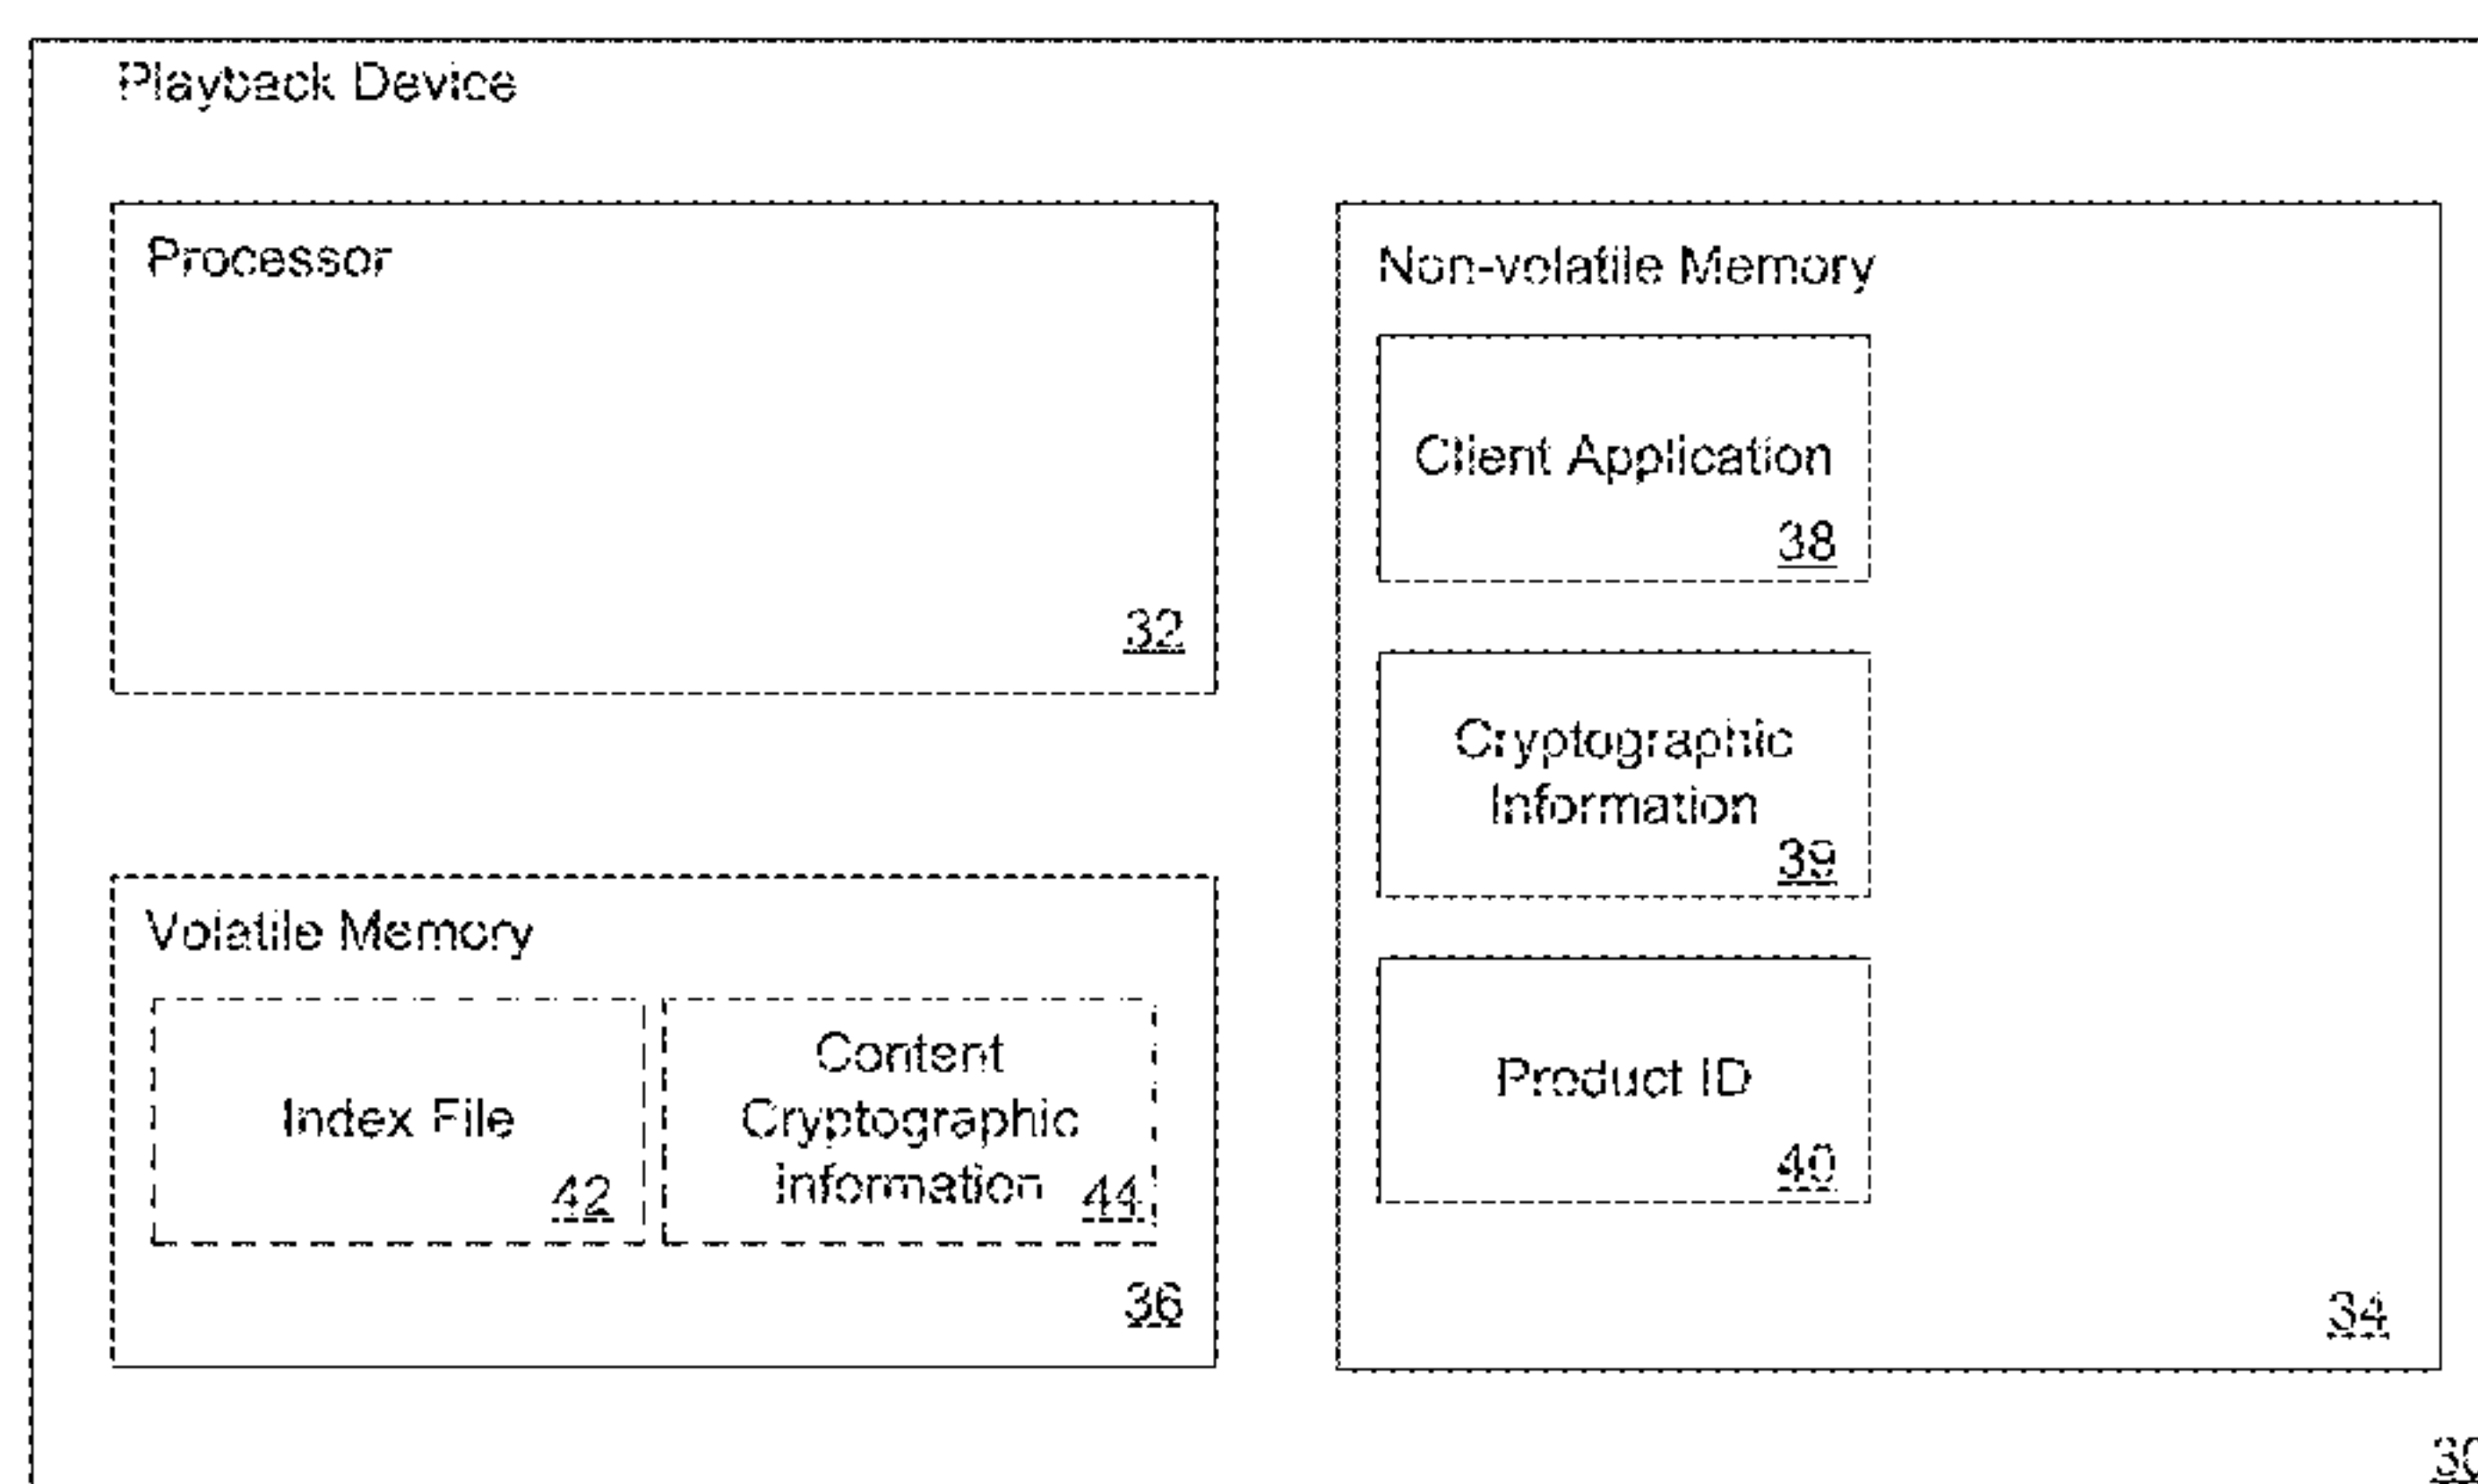 Playback Device
Processor
32
Non-volatile Memory
Client Application
38
Cryptographic
Information
39
Product ID
40
34
Volatile Memory
Index File
42
Content
Cryptographic
Information
44
36
30